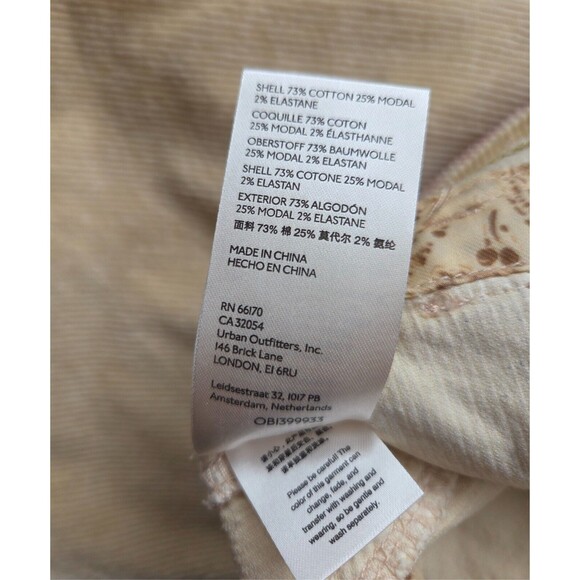 SHELL 73% COTTON 25% MODAL
2% ELASTANE
COQUILLE 73% COTON
25% MODAL 2% ÉLASTHANNE
OBERSTOFF 73% BAUMWOLLE
25% MODAL 2% ELASTAN
SHELL 73% COTONE 25% MODAL
2% ELASTAN
EXTERIOR 73% ALGODÓN
25% MODAL 2% ELASTANE
面料 73% 棉 25% 莫代尔 2% 氨纶
MADE IN CHINA
HECHO EN CHINA
RN 66170
CA 32054
Urban Outfitters, Inc.
146 Brick Lane
LONDON, E1 6RU
Leidsestraat 32, 1017 PB
Amsterdam, Netherlands
OB1399933
Please be careful! The
color of this garment can
change, fade, and
transfer with washing and
wearing, so be gentle and
wash separately.